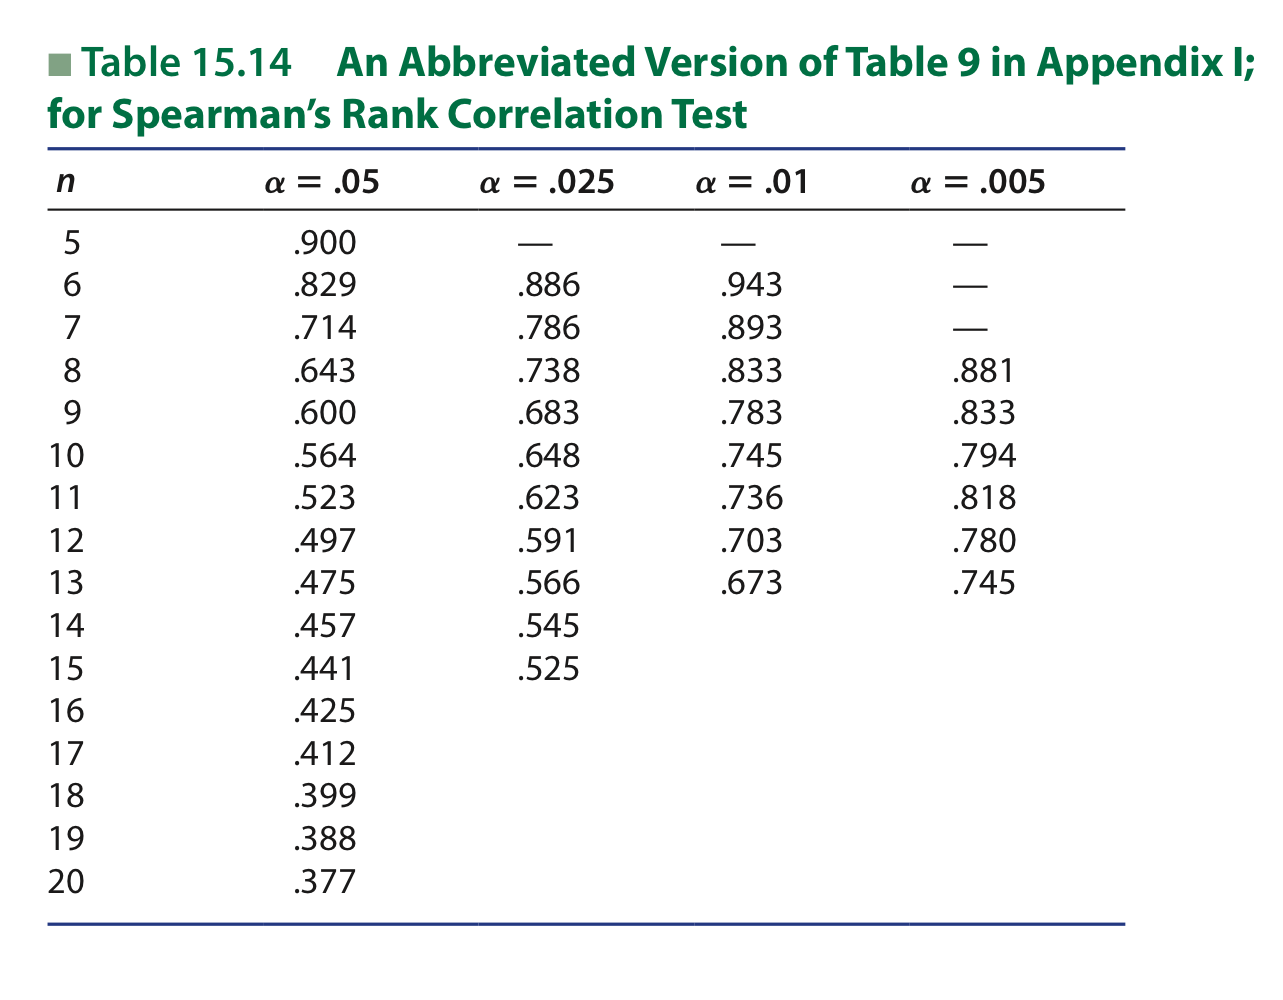 ■ Table 15.14 An Abbreviated Version of Table 9 in Appendix I;
for Spearman’s Rank Correlation Test
n α = .05 α = .025 α = .01 α = .005
5 .900 — — —
6 .829 .886 .943 —
7 .714 .786 .893 —
8 .643 .738 .833 .881
9 .600 .683 .783 .833
10 .564 .648 .745 .794
11 .523 .623 .736 .818
12 .497 .591 .703 .780
13 .475 .566 .673 .745
14 .457 .545
15 .441 .525
16 .425
17 .412
18 .399
19 .388
20 .377